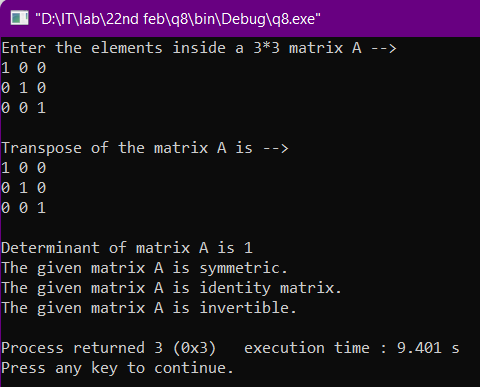 "D:\IT\lab\22nd feb\q8\bin\Debug\q8.exe"
Enter the elements inside a 3*3 matrix A -->
1 0 0
0 1 0
0 0 1
Transpose of the matrix A is -->
1 0 0
0 1 0
0 0 1
Determinant of matrix A is 1
The given matrix A is symmetric.
The given matrix A is identity matrix.
The given matrix A is invertible.
Process returned 3 (0x3)   execution time : 9.401 s
Press any key to continue.